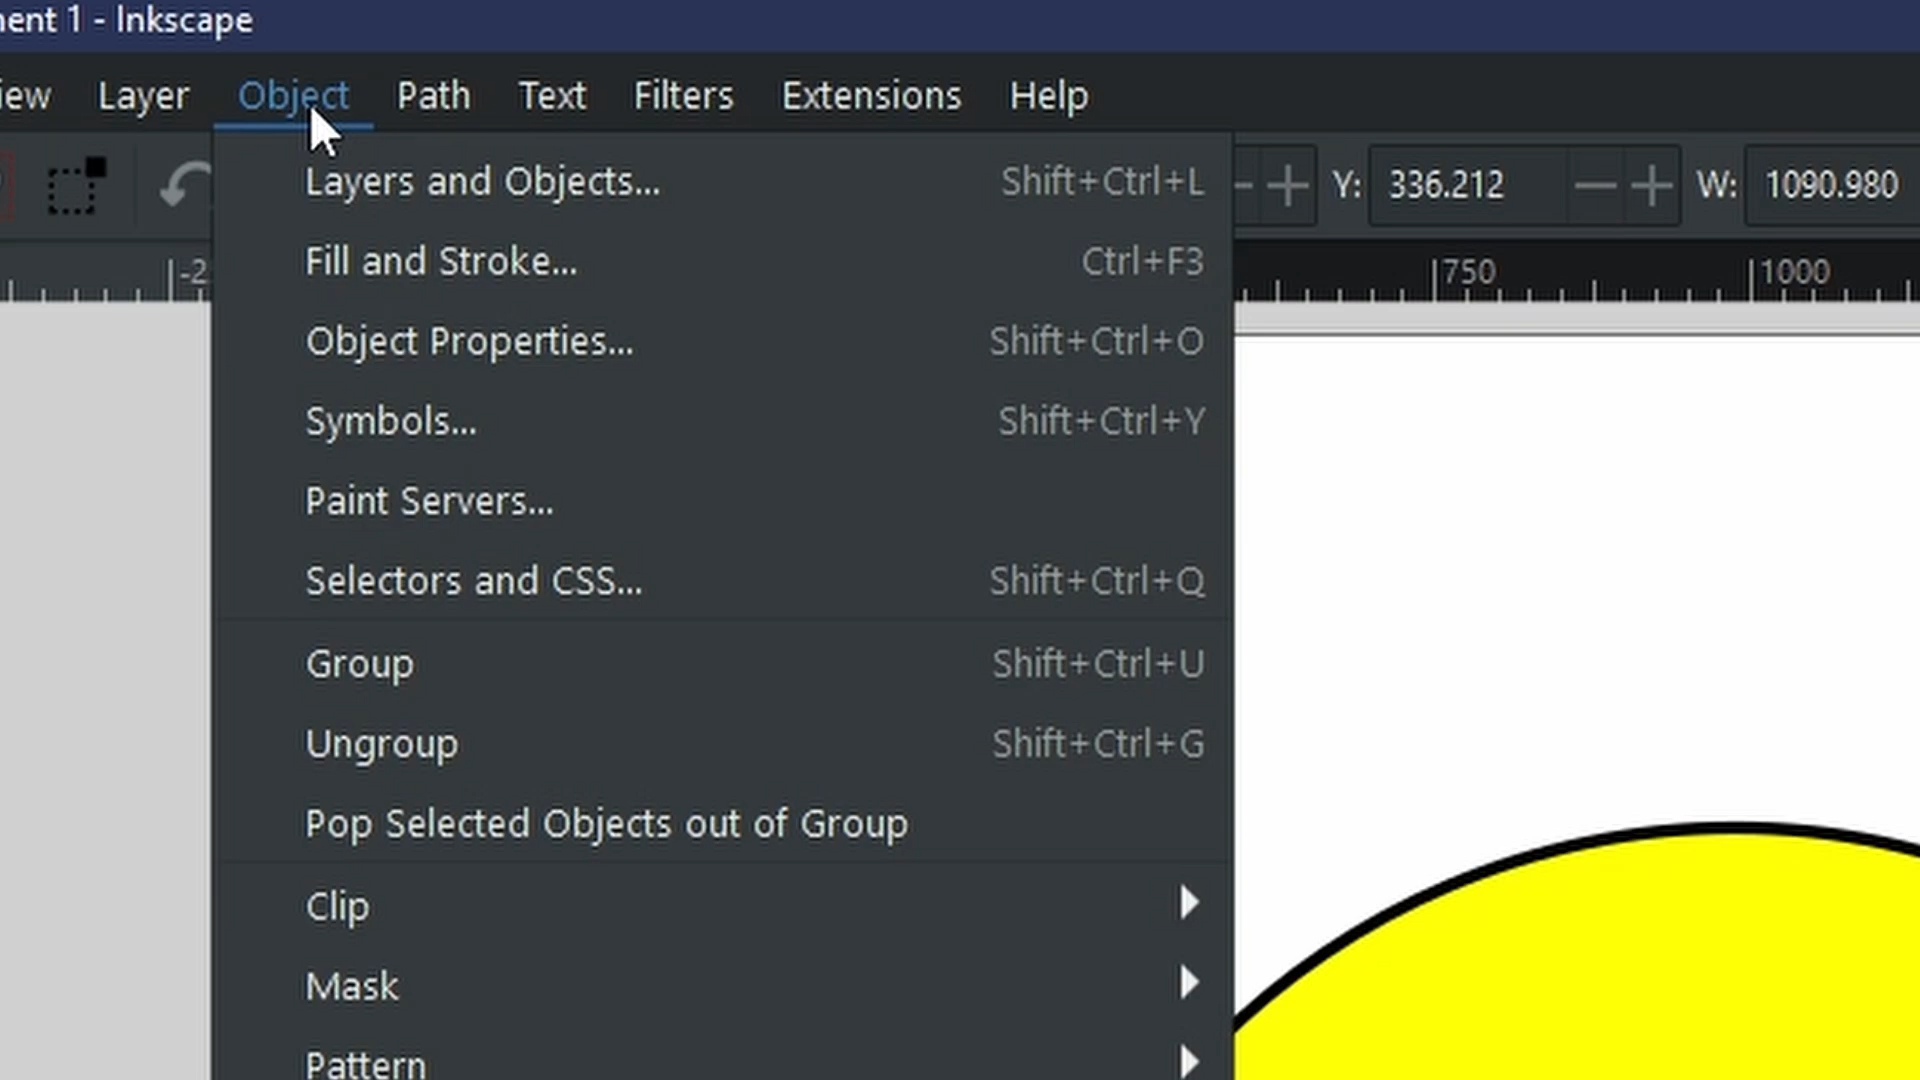 ment 1 - Inkscape
iew Layer Object Path Text Filters Extensions Help
Layers and Objects... Shift+Ctrl+L
Y: 336.212 W: 1090.980
Fill and Stroke... Ctrl+F3
-2 750 1000
Object Properties... Shift+Ctrl+O
Symbols... Shift+Ctrl+Y
Paint Servers...
Selectors and CSS... Shift+Ctrl+Q
Group Shift+Ctrl+U
Ungroup Shift+Ctrl+G
Pop Selected Objects out of Group
Clip
Mask
Pattern